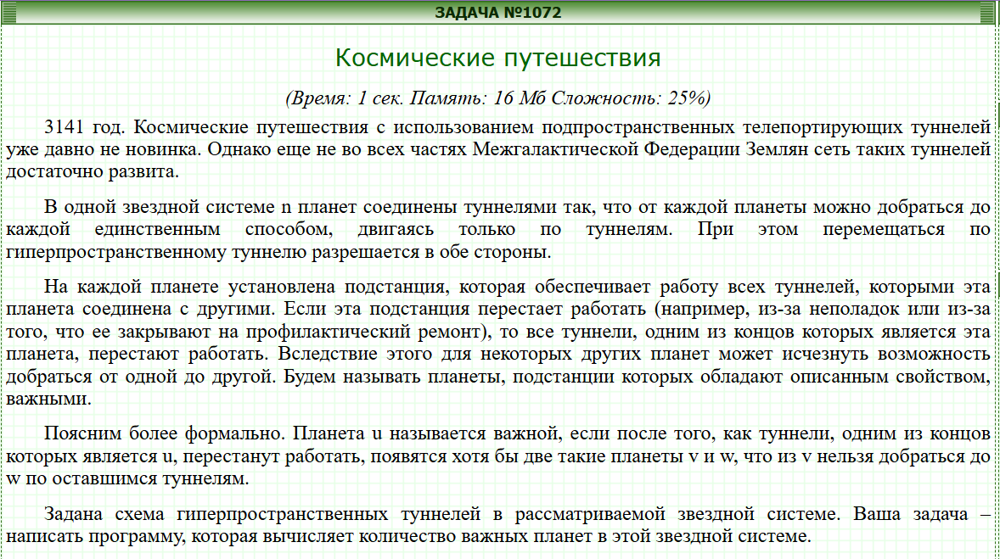 ЗАДАЧА №1072
Космические путешествия
(Время: 1 сек. Память: 16 Мб Сложность: 25%)
3141 год. Космические путешествия с использованием подпространственных телепортирующих туннелей
уже давно не новинка. Однако еще не во всех частях Межгалактической Федерации Землян сеть таких туннелей
достаточно развита.
В одной звездной системе n планет соединены туннелями так, что от каждой планеты можно добраться до
каждой единственным способом, двигаясь только по туннелям. При этом перемещаться по
гиперпространственному туннелю разрешается в обе стороны.
На каждой планете установлена подстанция, которая обеспечивает работу всех туннелей, которыми эта
планета соединена с другими. Если эта подстанция перестает работать (например, из-за неполадок или из-за
того, что ее закрывают на профилактический ремонт), то все туннели, одним из концов которых является эта
планета, перестают работать. Вследствие этого для некоторых других планет может исчезнуть возможность
добраться от одной до другой. Будем называть планеты, подстанции которых обладают описанным свойством,
важными.
Поясним более формально. Планета u называется важной, если после того, как туннели, одним из концов
которых является u, перестанут работать, появятся хотя бы две такие планеты v и w, что из v нельзя добраться до
w по оставшимся туннелям.
Задана схема гиперпространственных туннелей в рассматриваемой звездной системе. Ваша задача –
написать программу, которая вычисляет количество важных планет в этой звездной системе.